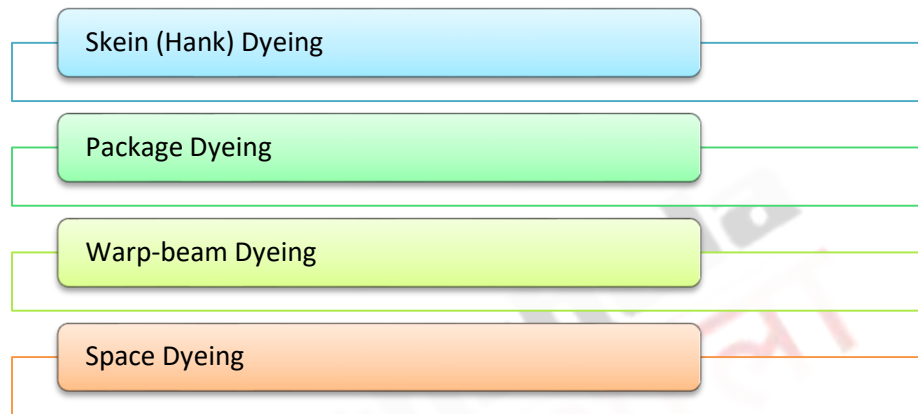 Skein (Hank) Dyeing
Package Dyeing
Warp-beam Dyeing
Space Dyeing